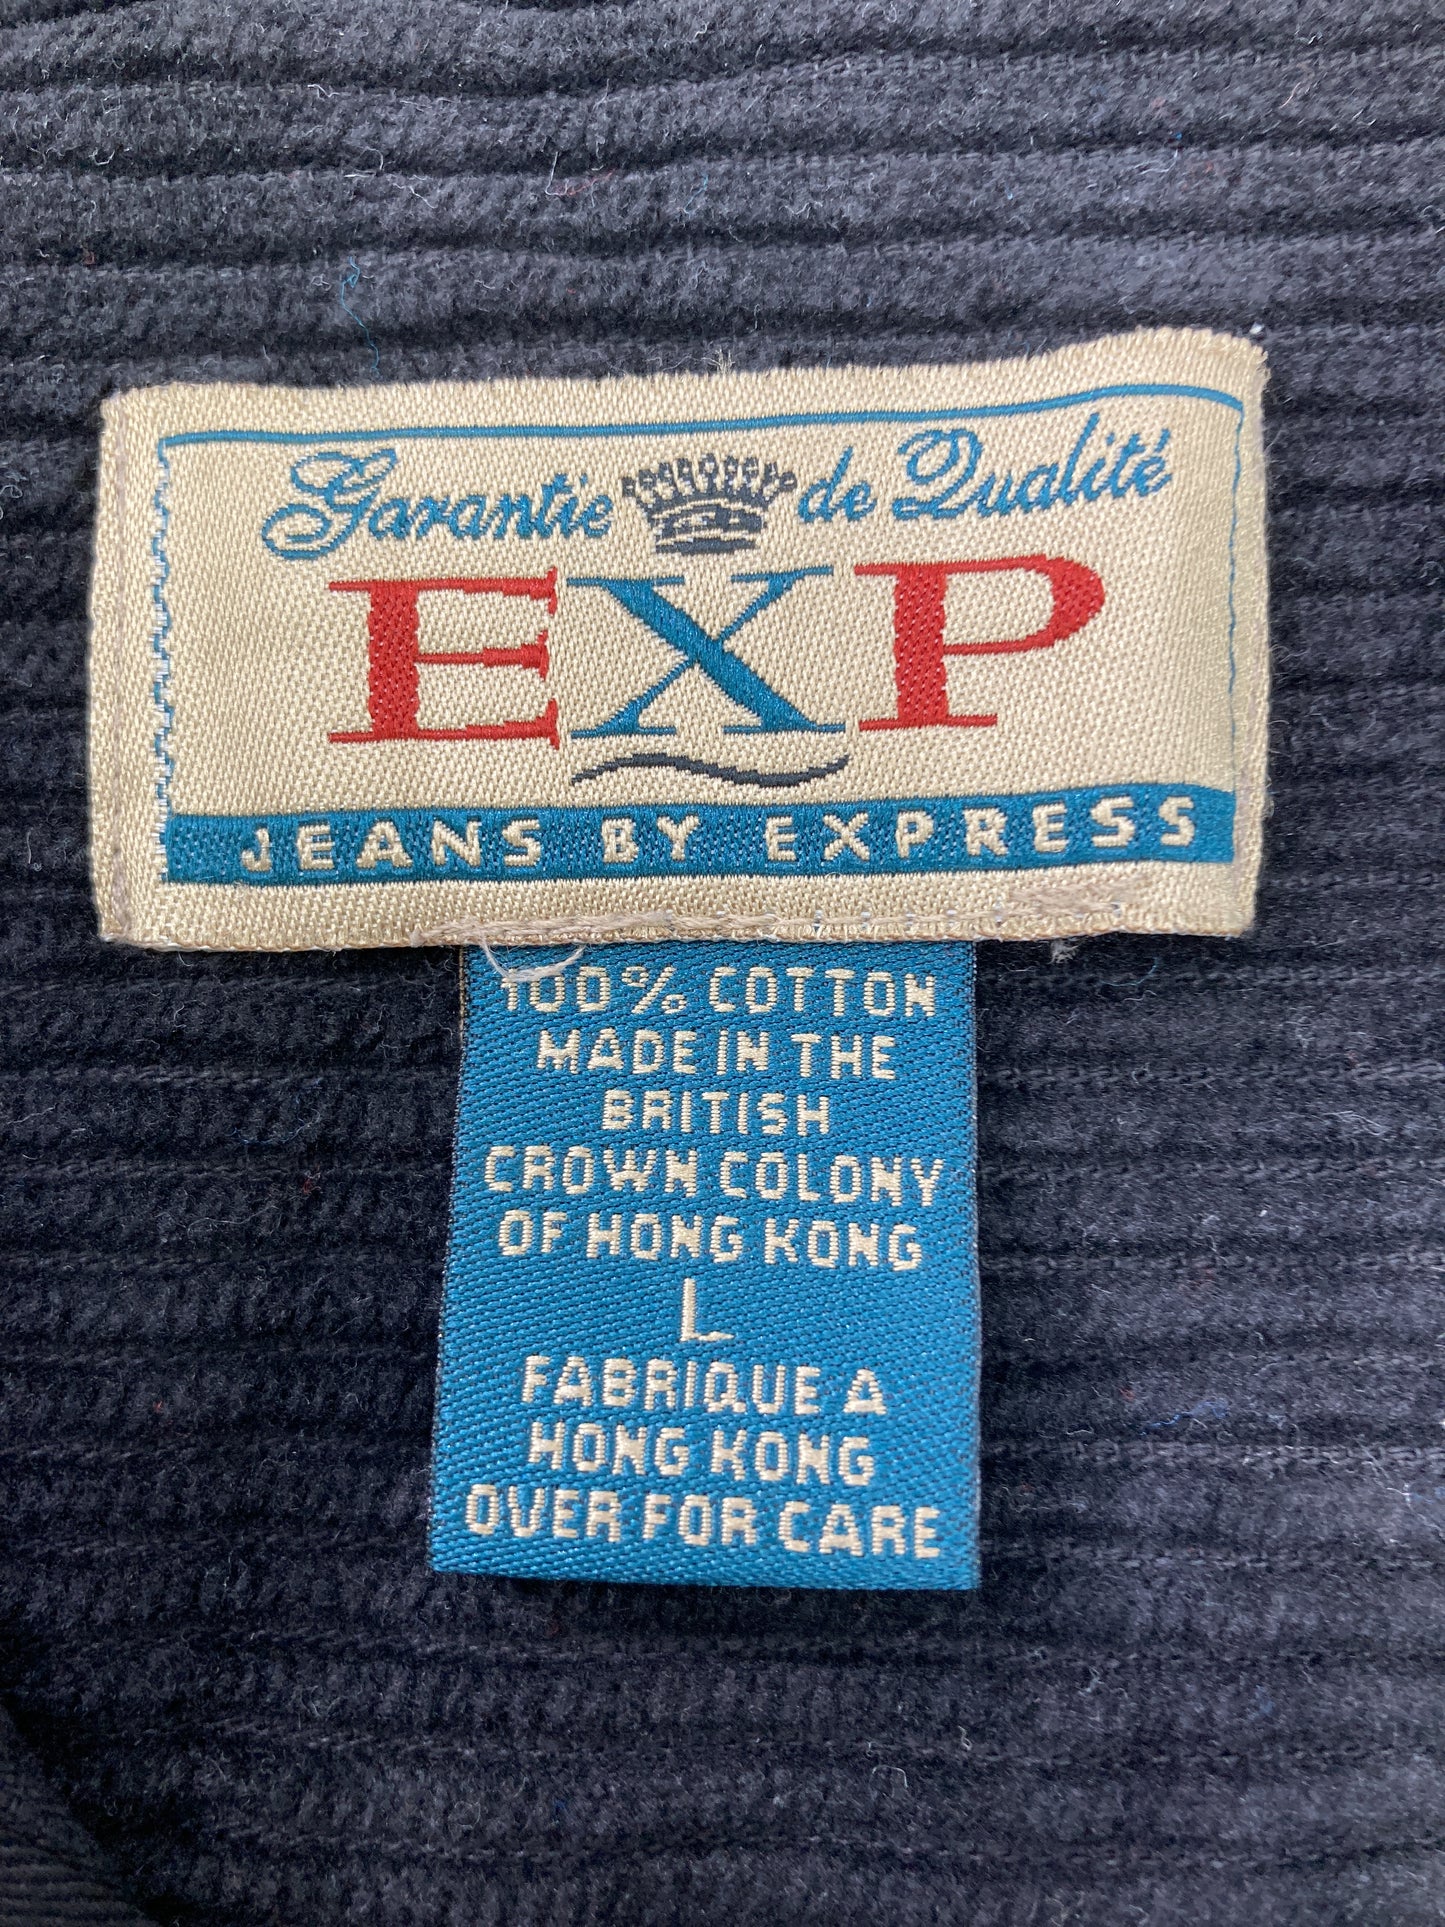 Garantie de Qualité
EXP
JEANS BY EXPRESS
100% COTTON
MADE IN THE
BRITISH
CROWN COLONY
OF HONG KONG
L
FABRIQUE A
HONG KONG
OVER FOR CARE